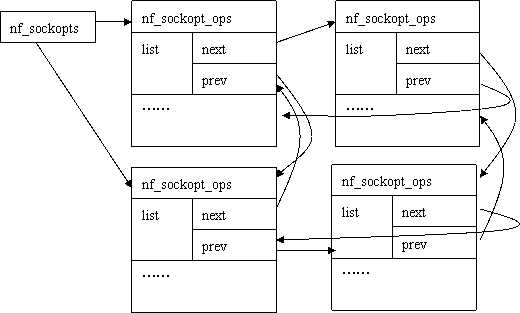 nf_sockopts
nf_sockopt_ops
list next
prev
......
nf_sockopt_ops
list next
prev
......
nf_sockopt_ops
list next
prev
......
nf_sockopt_ops
list next
prev
......